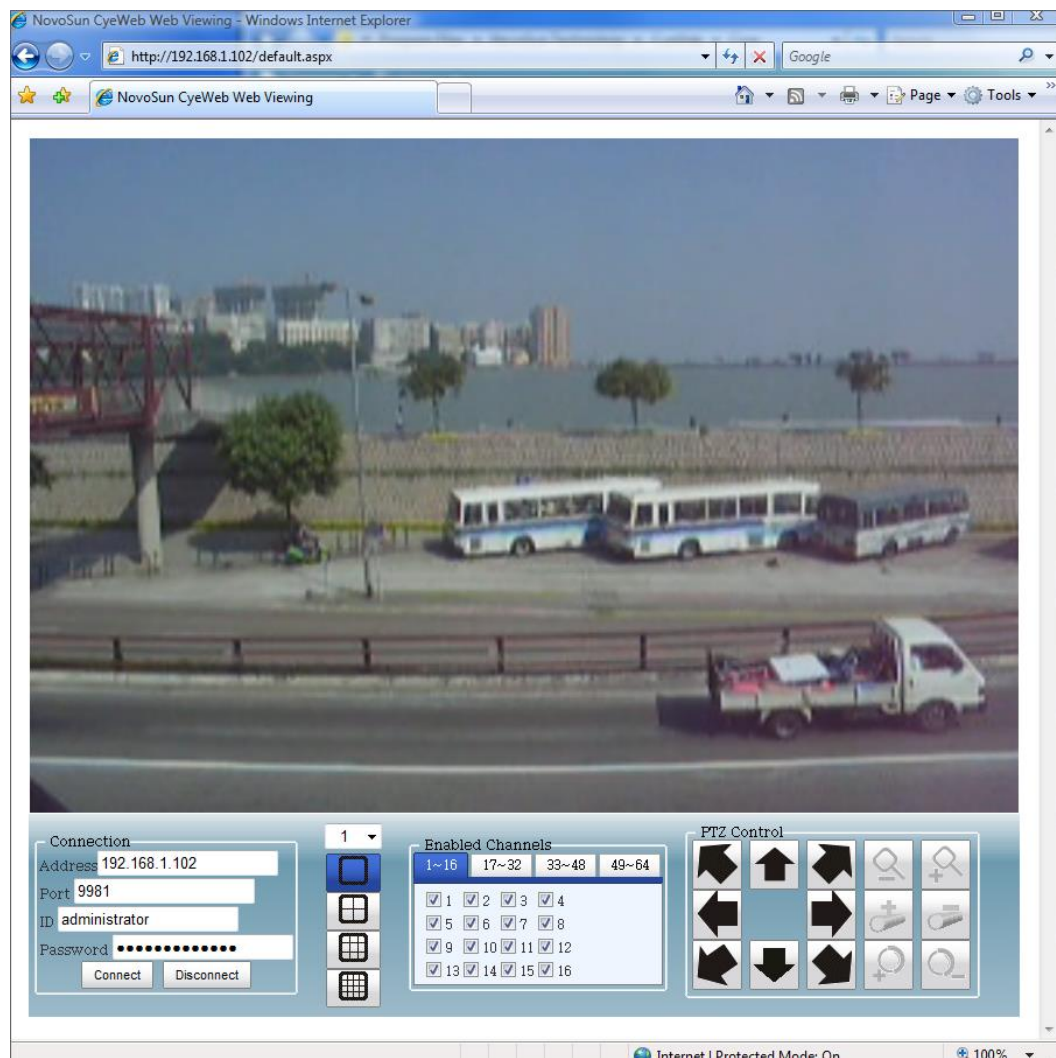 NovoSun CyeWeb Web Viewing - Windows Internet Explorer
http://192.168.1.102/default.aspx
Google
NovoSun CyeWeb Web Viewing
Page
Tools
Connection
Address 192.168.1.102
Port 9981
ID administrator
Password
Connect Disconnect
1
Enabled Channels
1~16 17~32 33~48 49~64
1 2 3 4
5 6 7 8
9 10 11 12
13 14 15 16
PTZ Control
Internet | Protected Mode: On
100%